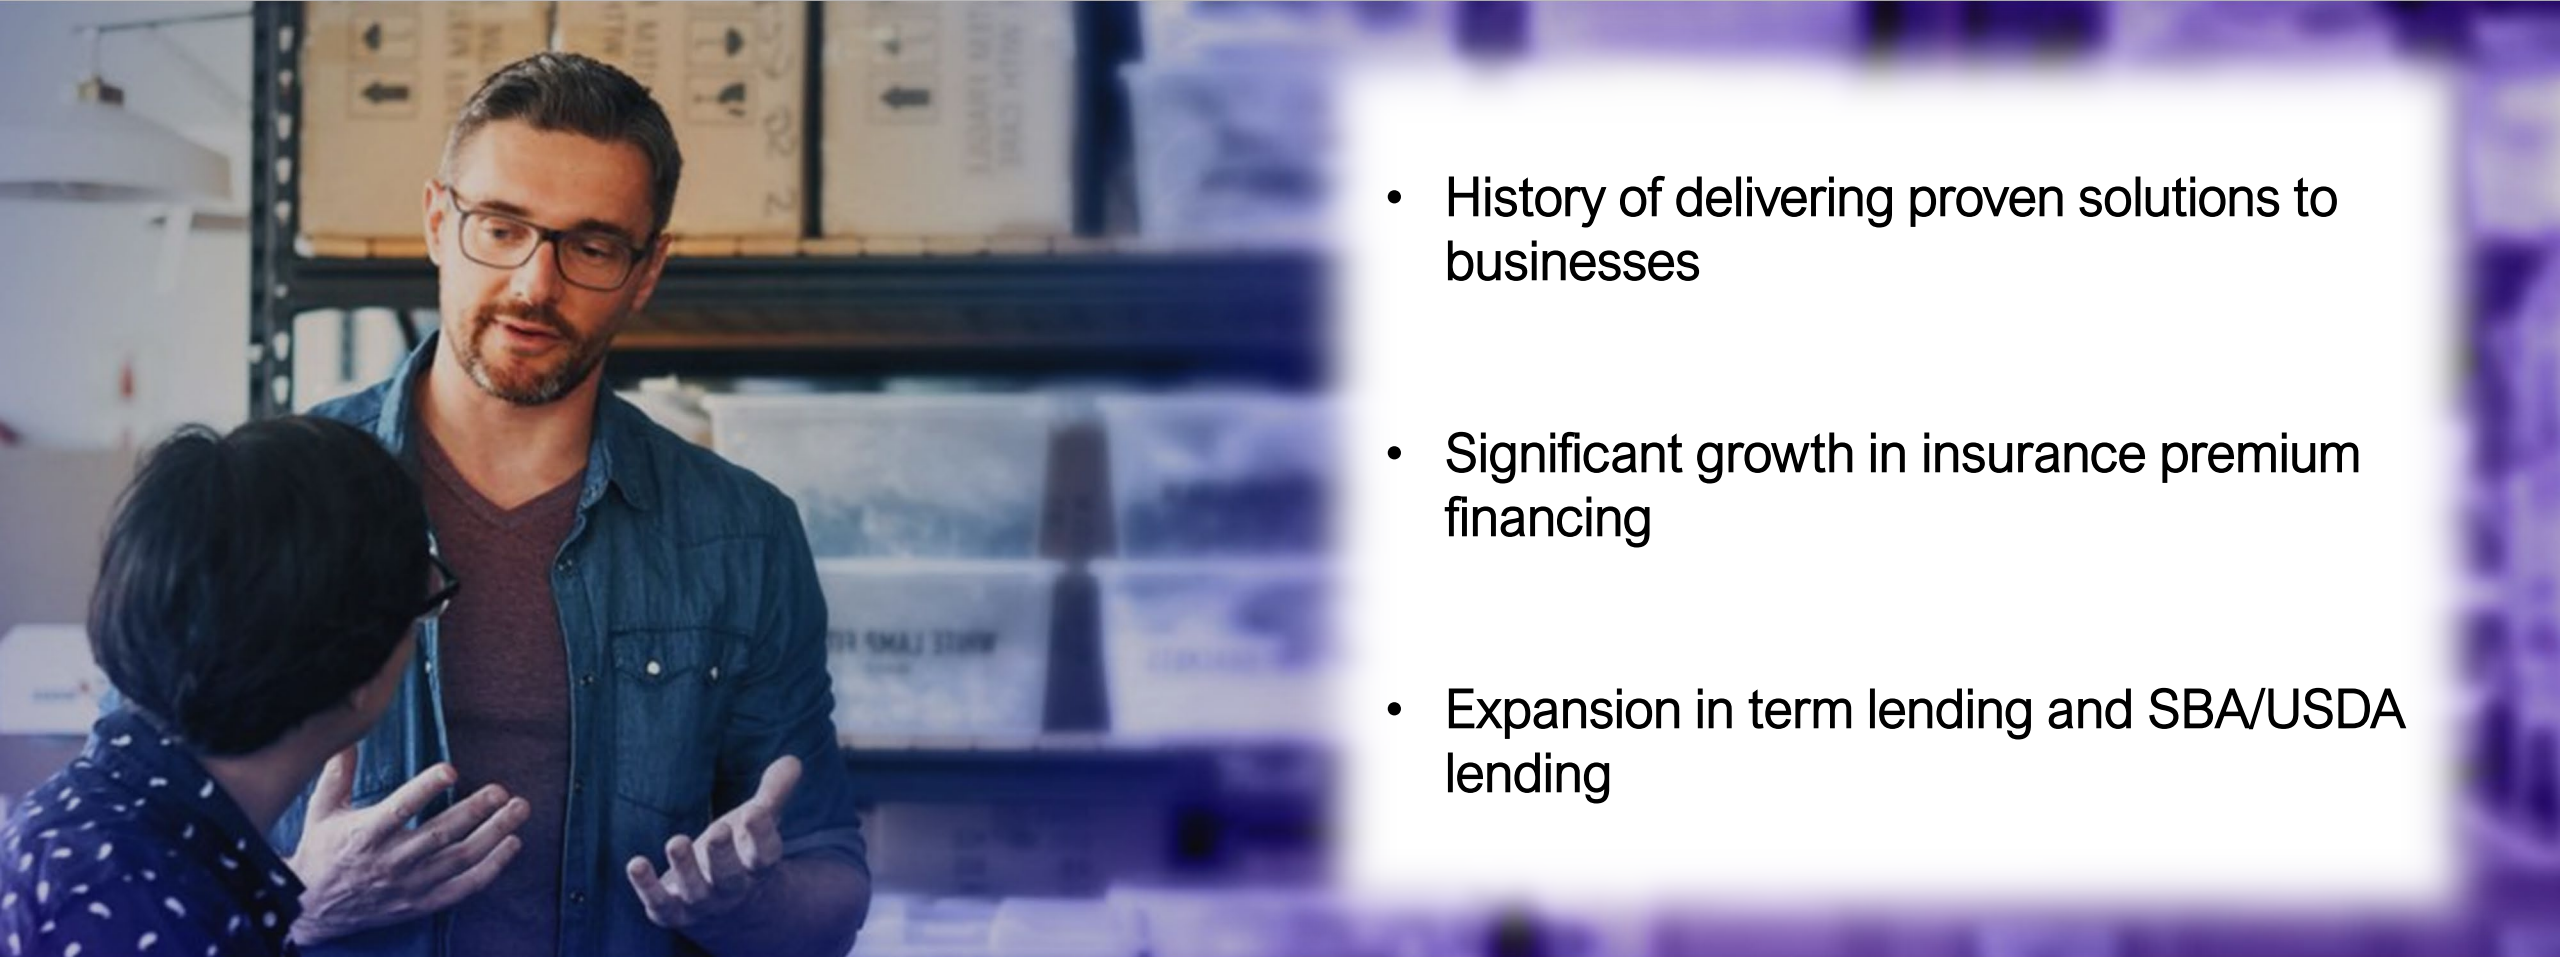 • History of delivering proven solutions to
businesses
• Significant growth in insurance premium
financing
• Expansion in term lending and SBA/USDA
lending